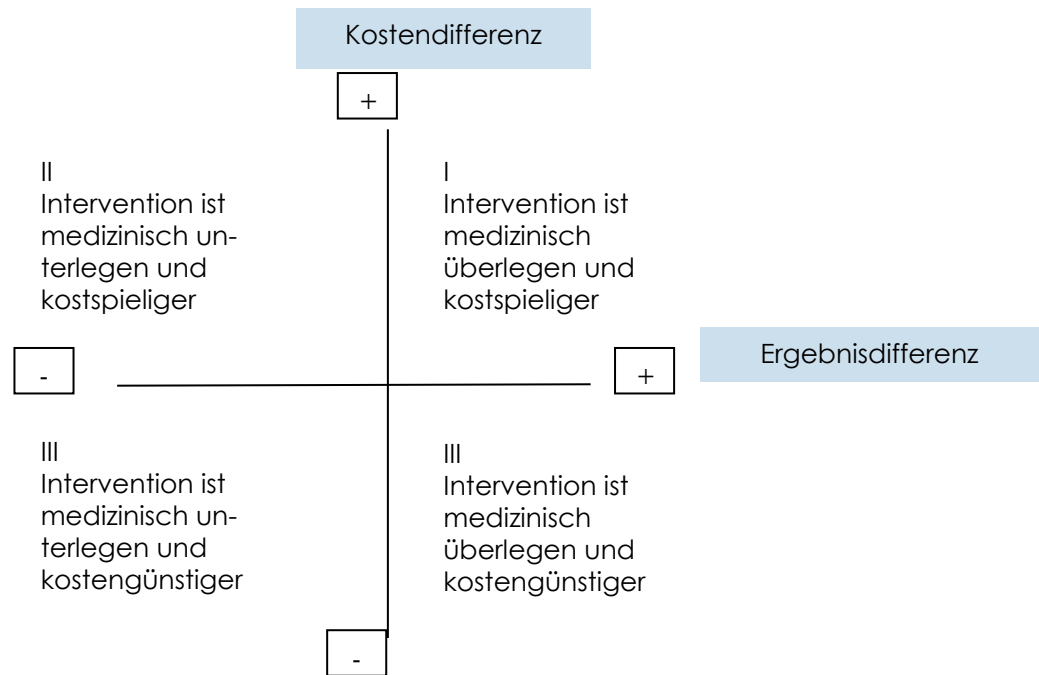 Kostendifferenz
+
II
Intervention ist
medizinisch un-
terlegen und
kostspieliger
I
Intervention ist
medizinisch
überlegen und
kostspieliger
-
+
Ergebnisdifferenz
III
Intervention ist
medizinisch un-
terlegen und
kostengünstiger
III
Intervention ist
medizinisch
überlegen und
kostengünstiger
-